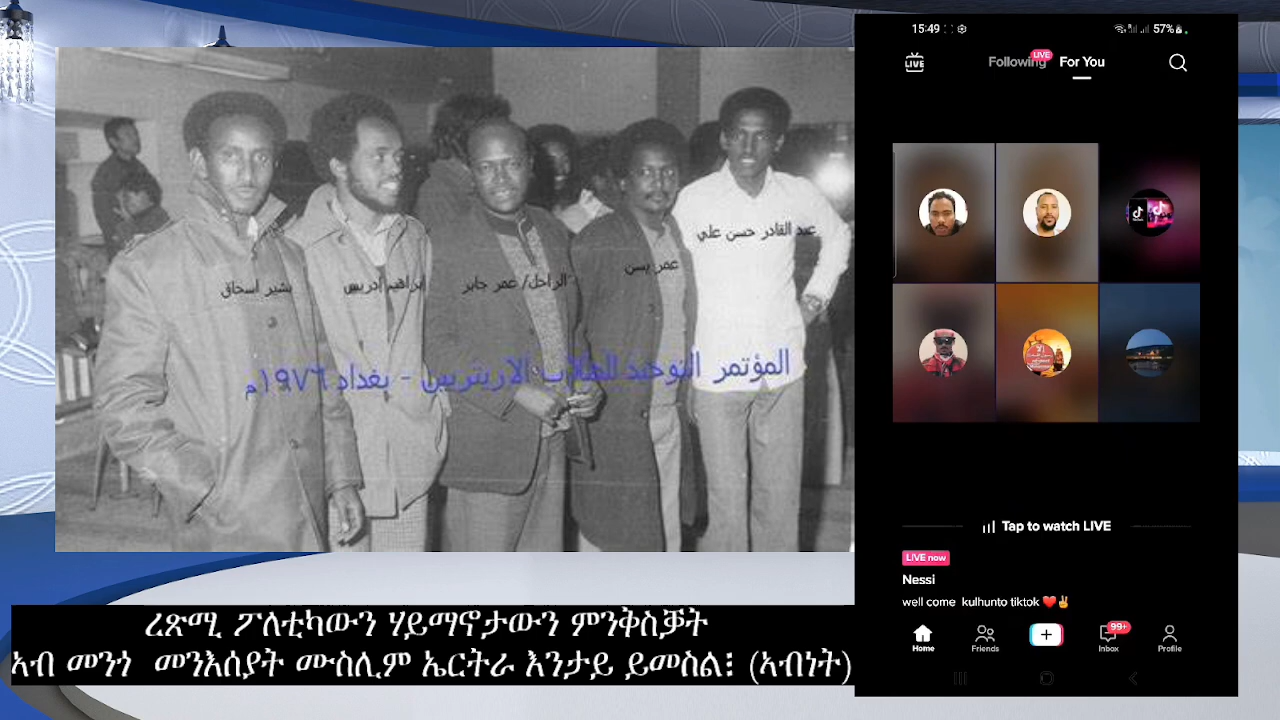 15:49
57%
LIVE
Following
LIVE
For You
بشير اسحاق
ابراهيم ادريس
الراحل/ عمر جابر
عمر يسن
عبد القادر حسن علي
المؤتمر التوحيد للطلاب الارتريين - بغداد ١٩٧٦م
Tap to watch LIVE
LIVE now
Nessi
well come kulhunto tiktok ❤️✌️
Home
Friends
99+
Inbox
Profile
ረጽሚ ፖለቲካውን ሃይማኖታውን ምንቅስቓት
ኣብ መንጎ መንእሰያት ሙስሊም ኤርትራ እንታይ ይመስል፧ (ኣብነት)